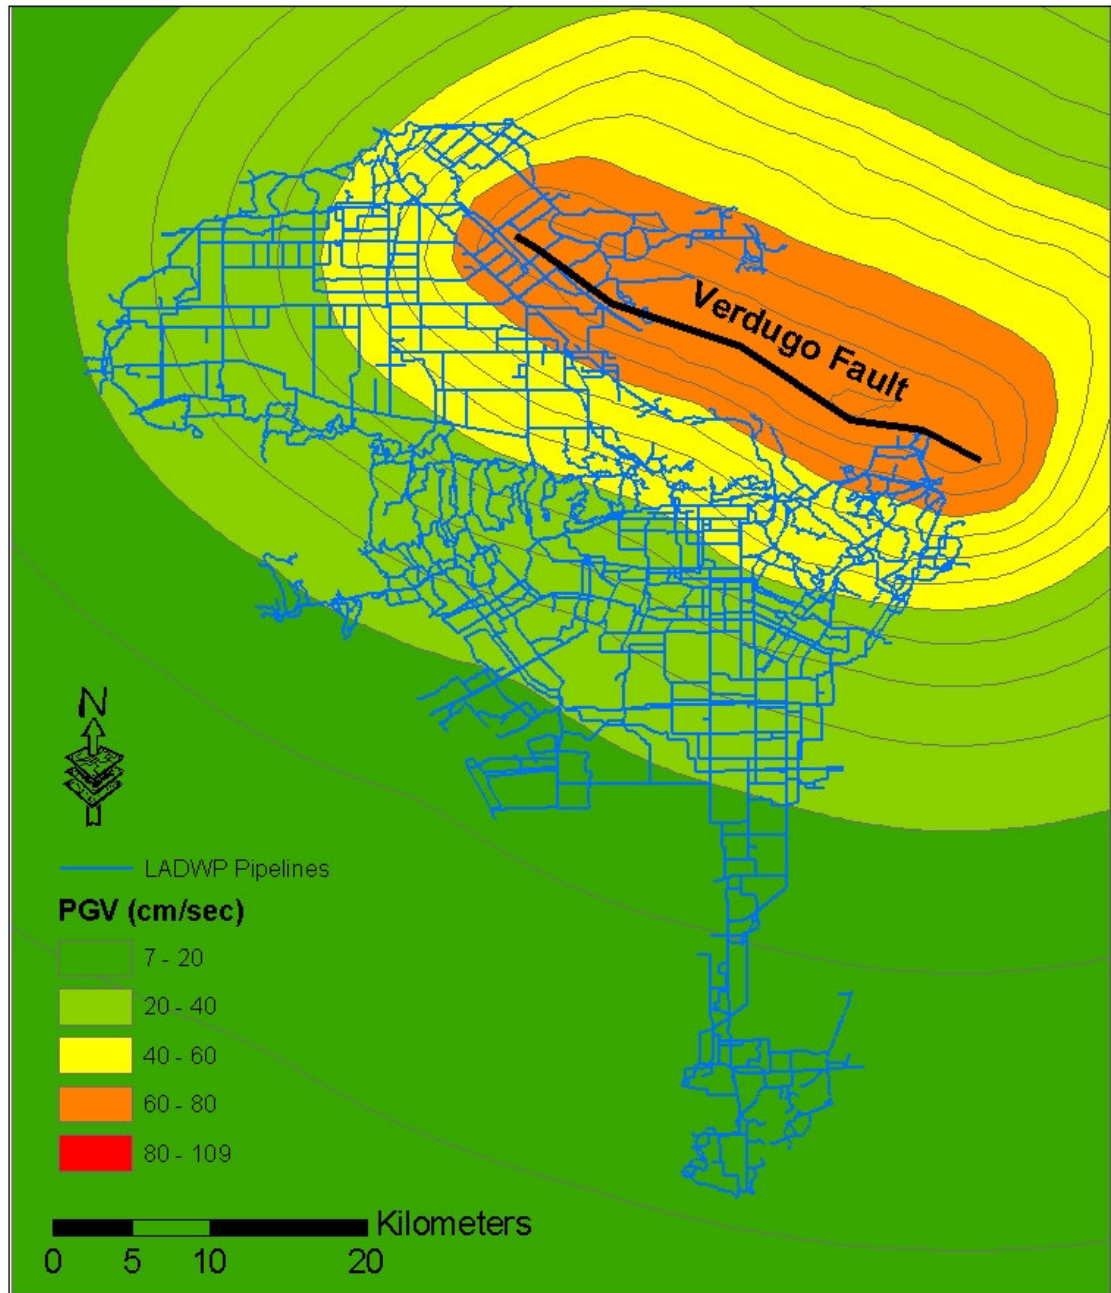 Verdugo Fault
N
LADWP Pipelines
PGV (cm/sec)
7 - 20
20 - 40
40 - 60
60 - 80
80 - 109
Kilometers
0 5 10 20